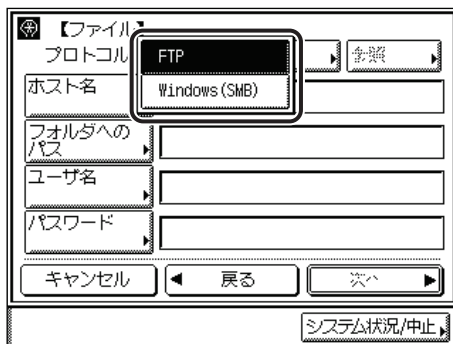 【ファイル】
プロトコル
FTP
Windows(SMB)
参照
ホスト名
フォルダへの
パス
ユーザ名
パスワード
キャンセル
戻る
次へ
システム状況/中止